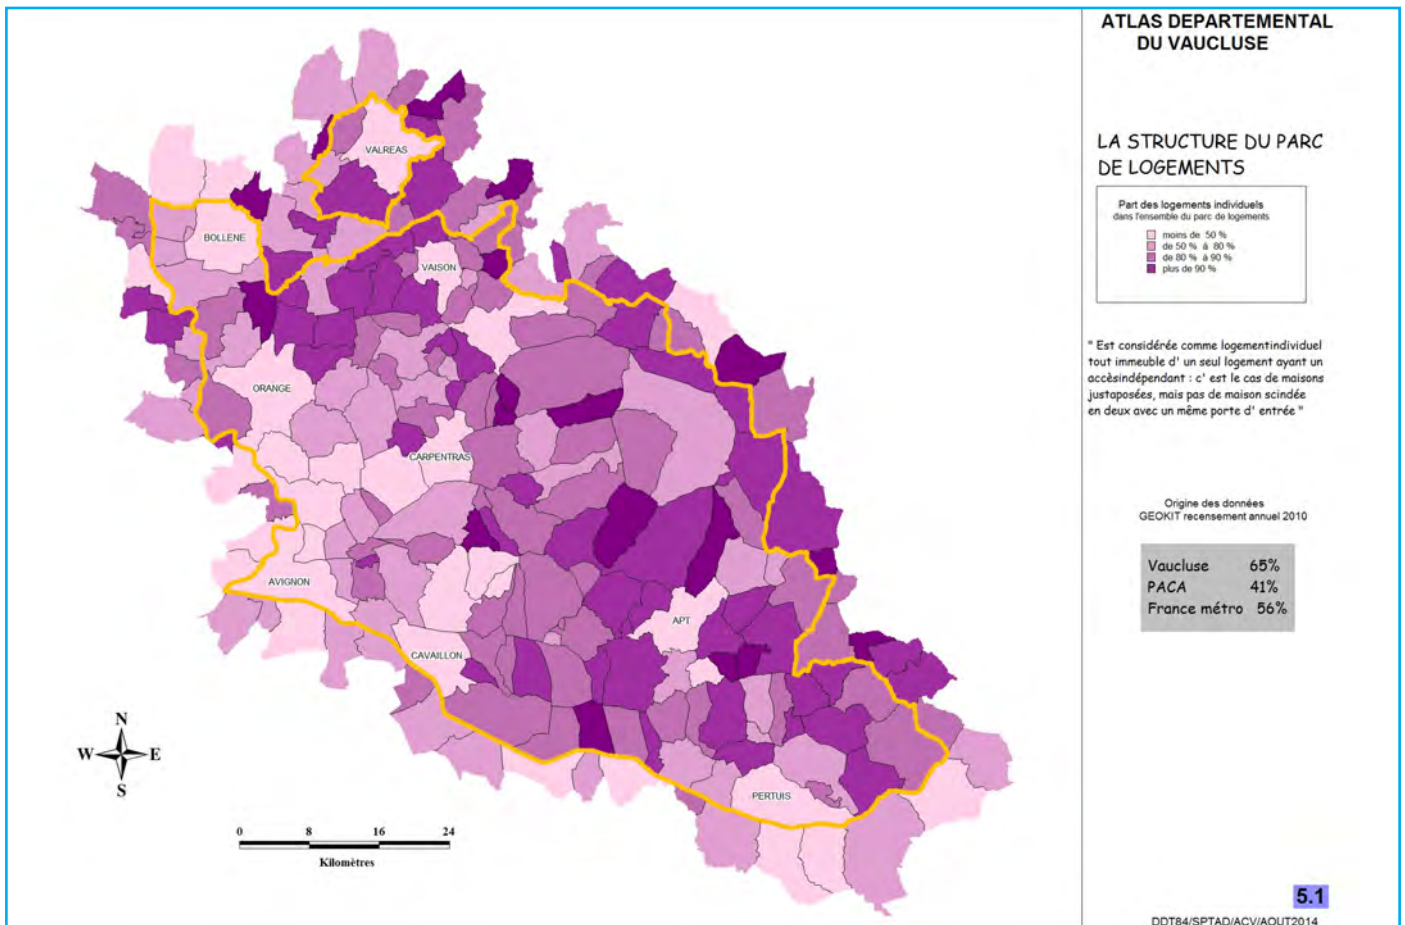 ATLAS DEPARTEMENTAL
DU VAUCLUSE
LA STRUCTURE DU PARC
DE LOGEMENTS
Part des logements individuels
dans l'ensemble du parc de logements
moins de 50 %
de 50 % à 80 %
de 80 % à 90 %
plus de 90 %
" Est considérée comme logementindividuel
tout immeuble d' un seul logement ayant un
accèsindépendant : c' est le cas de maisons
justaposées, mais pas de maison scindée
en deux avec un même porte d' entrée "
Origine des données
GEOKIT recensement annuel 2010
Vaucluse 65%
PACA 41%
France métro 56%
5.1
DDT84/SPTAD/ACV/AOUT2014
VALREAS
BOLLENE
VAISON
ORANGE
CARPENTRAS
AVIGNON
APT
CAVAILLON
PERTUIS
N
W E
S
0 8 16 24
Kilomètres